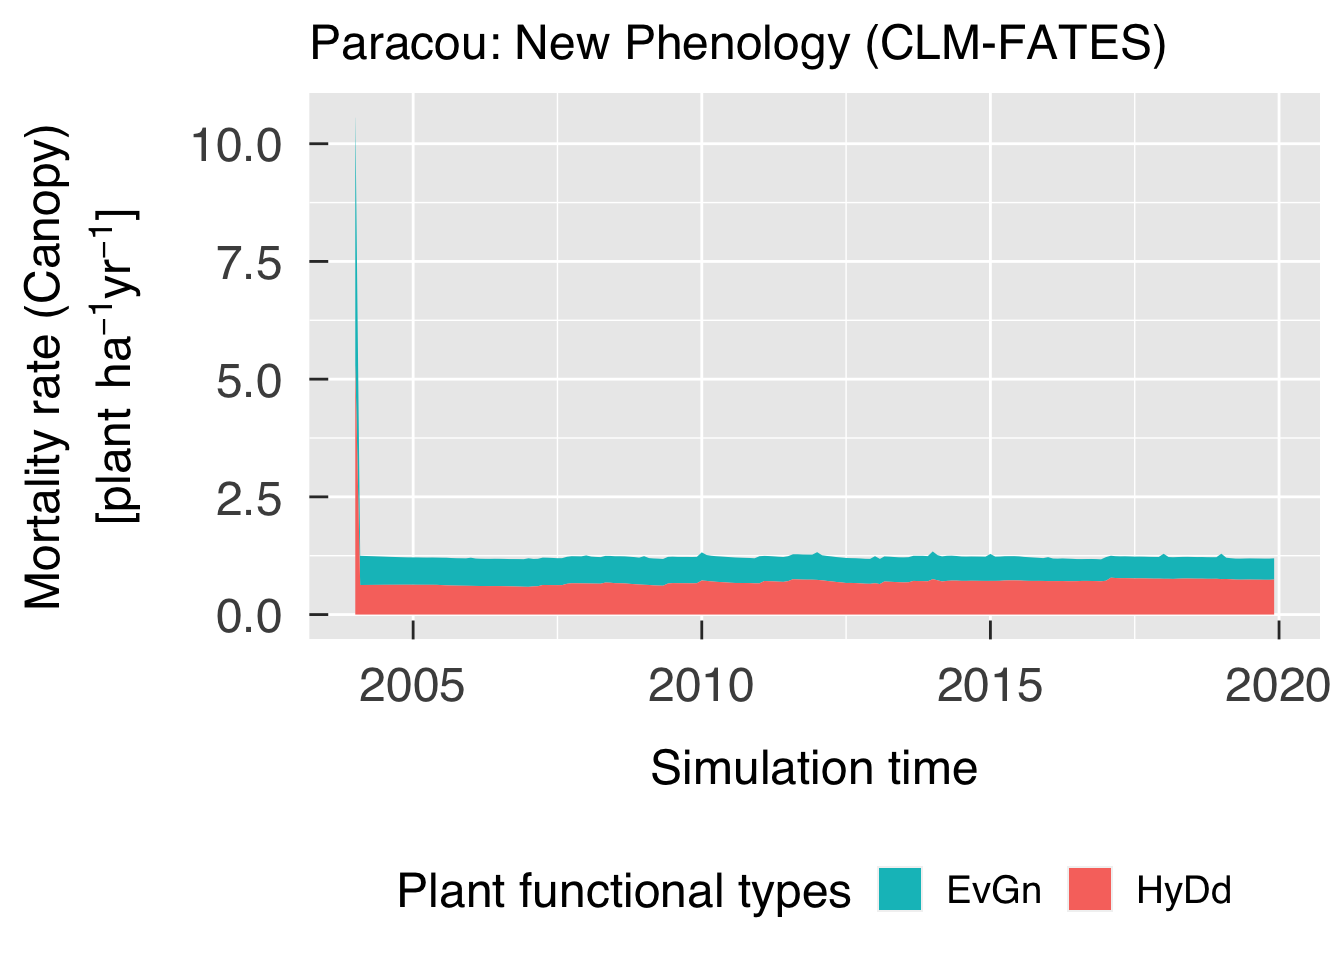 Paracou: New Phenology (CLM-FATES)
Mortality rate (Canopy)
[plant ha⁻¹yr⁻¹]
10.0
7.5
5.0
2.5
0.0
2005 2010 2015 2020
Simulation time
Plant functional types EvGn HyDd